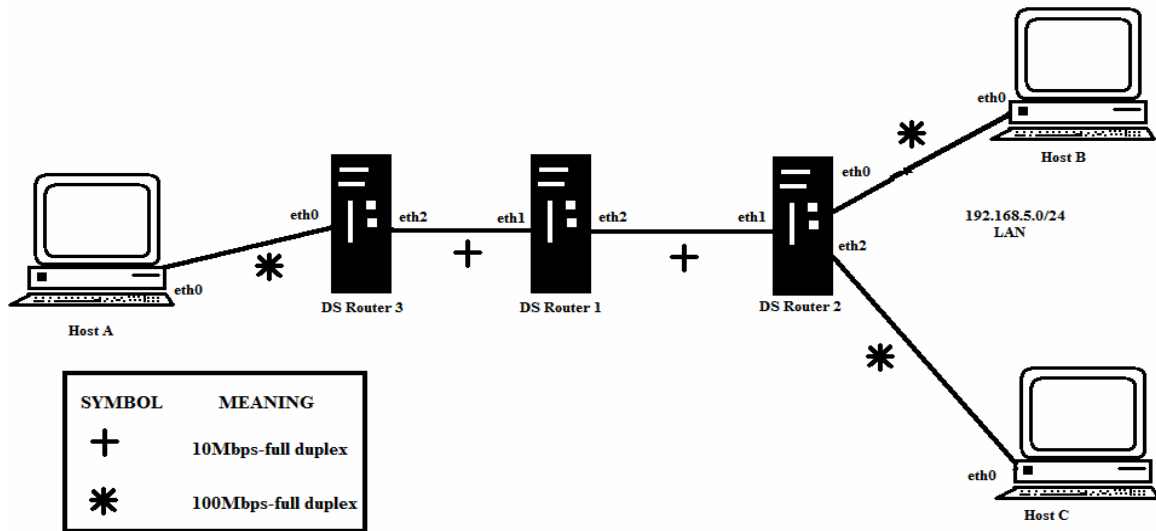 eth0
Host B
eth0
192.168.5.0/24
LAN
eth0
eth2
eth1
eth2
eth1
eth2
eth0
DS Router 3
DS Router 1
DS Router 2
Host A
SYMBOL MEANING
10Mbps-full duplex
100Mbps-full duplex
eth0
Host C